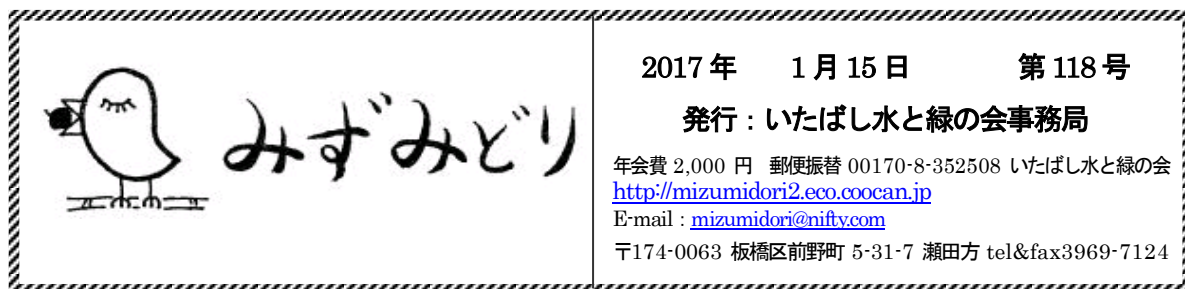 みずみどり
2017年 1月15日 第118号
発行：いたばし水と緑の会事務局
年会費 2,000 円 郵便振替 00170-8-352508 いたばし水と緑の会
http://mizumidori2.eco.coocan.jp
E-mail：mizumidori@nifty.com
〒174-0063 板橋区前野町 5-31-7 瀬田方 tel&fax3969-7124